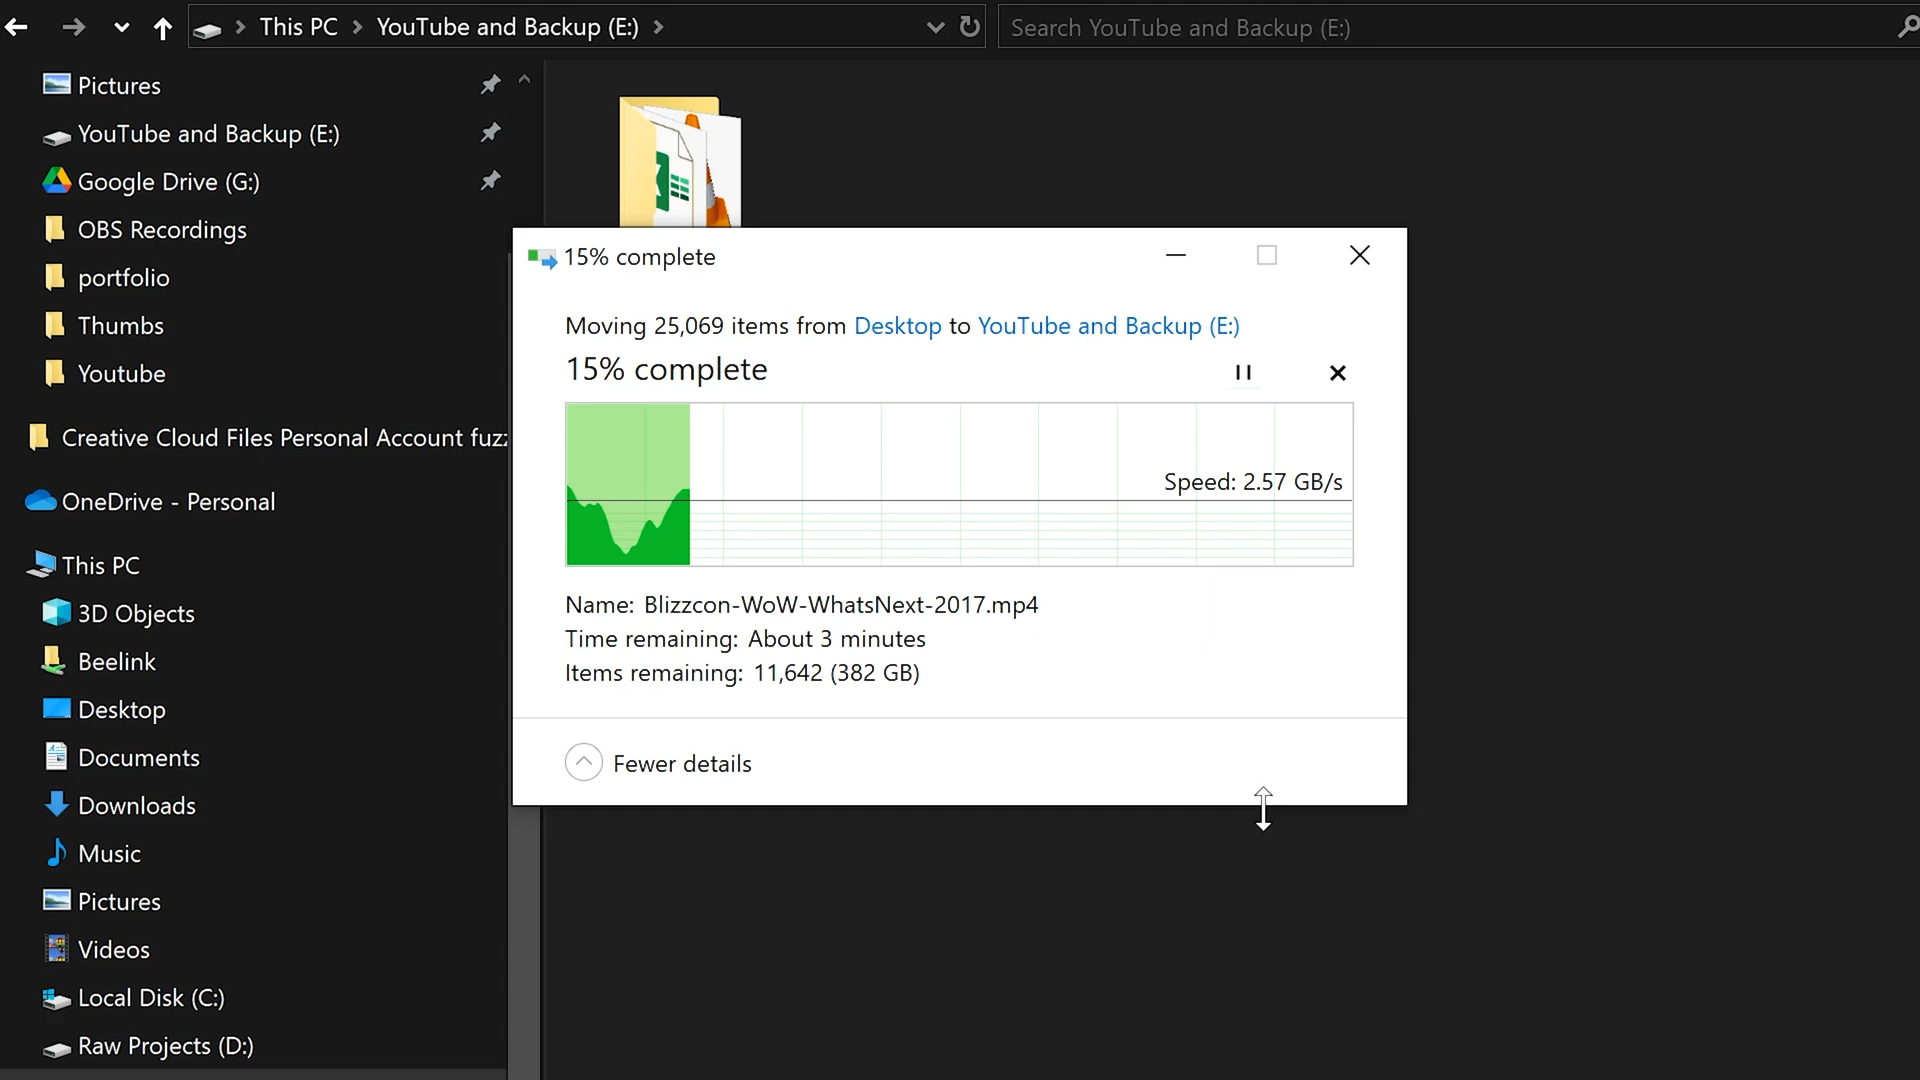 This PC > YouTube and Backup (E:) >
Search YouTube and Backup (E:)
Pictures
YouTube and Backup (E:)
Google Drive (G:)
OBS Recordings
portfolio
Thumbs
Youtube
Creative Cloud Files Personal Account fuzz
OneDrive - Personal
This PC
3D Objects
Beelink
Desktop
Documents
Downloads
Music
Pictures
Videos
Local Disk (C:)
Raw Projects (D:)
15% complete
Moving 25,069 items from Desktop to YouTube and Backup (E:)
15% complete
Speed: 2.57 GB/s
Name: Blizzcon-WoW-WhatsNext-2017.mp4
Time remaining: About 3 minutes
Items remaining: 11,642 (382 GB)
Fewer details